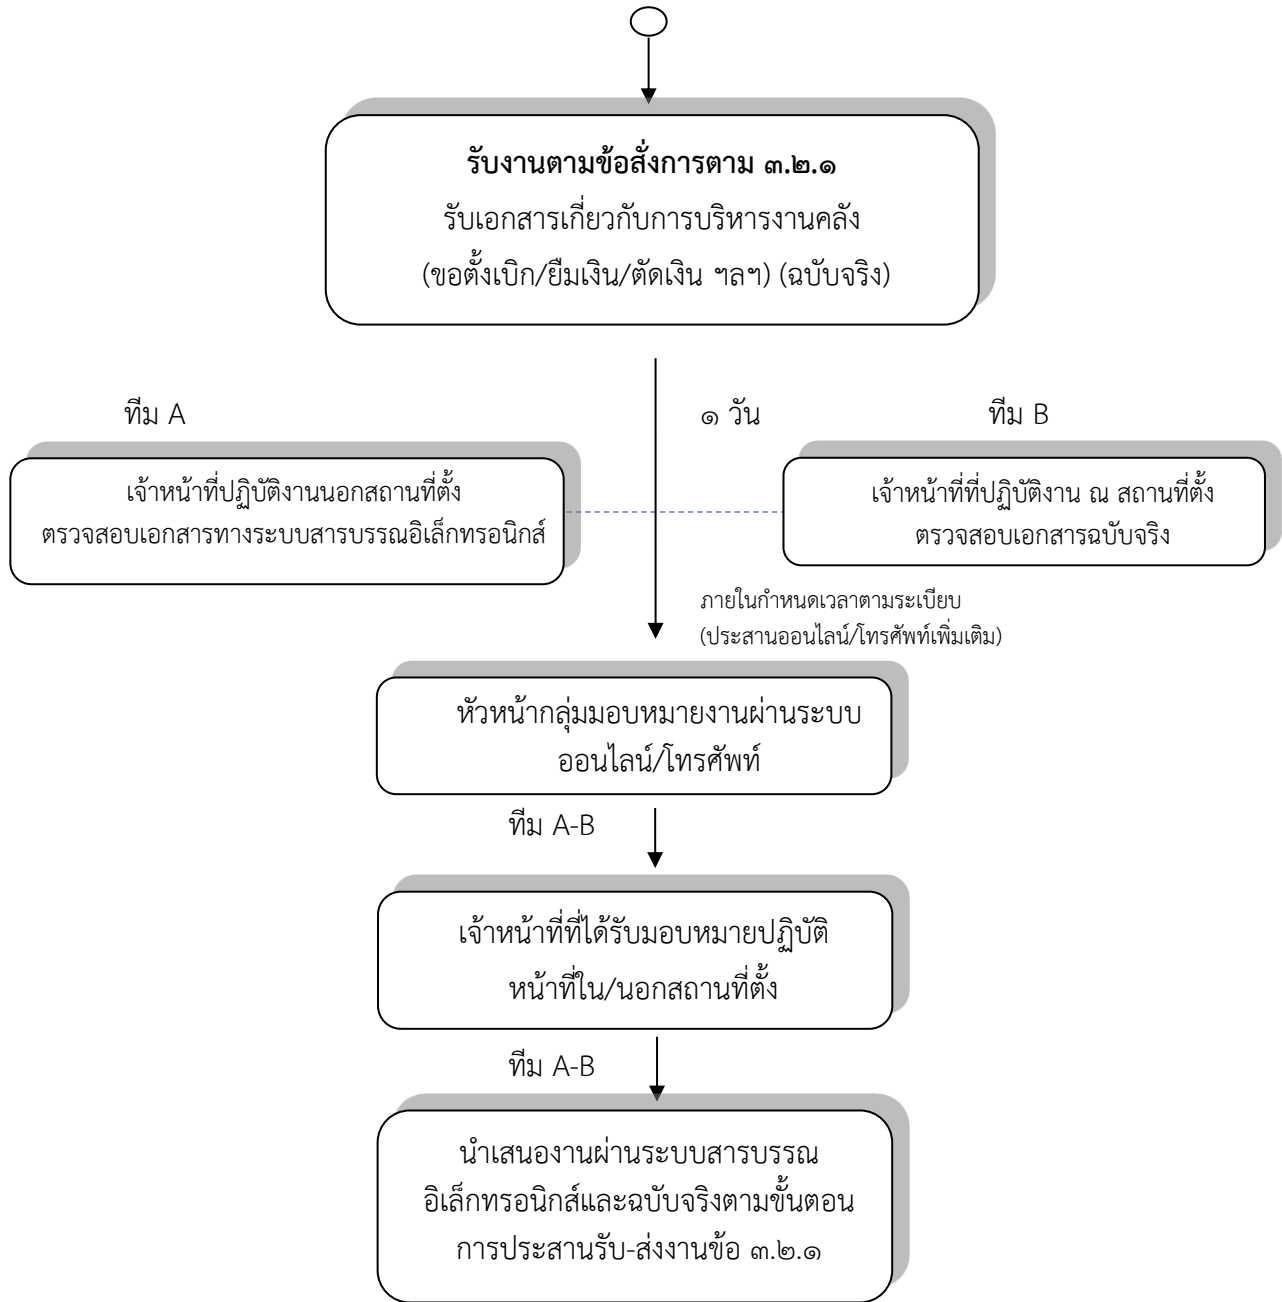 รับงานตามข้อสั่งการตาม ๓.๒.๑
รับเอกสารเกี่ยวกับการบริหารงานคลัง
(ขอตั้งเบิก/ยืมเงิน/ตัดเงิน ฯลฯ) (ฉบับจริง)
ทีม A
๑ วัน
ทีม B
เจ้าหน้าที่ปฏิบัติงานนอกสถานที่ตั้ง
ตรวจสอบเอกสารทางระบบสารบรรณอิเล็กทรอนิกส์
เจ้าหน้าที่ที่ปฏิบัติงาน ณ สถานที่ตั้ง
ตรวจสอบเอกสารฉบับจริง
ภายในกำหนดเวลาตามระเบียบ
(ประสานออนไลน์/โทรศัพท์เพิ่มเติม)
หัวหน้ากลุ่มมอบหมายงานผ่านระบบ
ออนไลน์/โทรศัพท์
ทีม A-B
เจ้าหน้าที่ที่ได้รับมอบหมายปฏิบัติ
หน้าที่ใน/นอกสถานที่ตั้ง
ทีม A-B
นำเสนองานผ่านระบบสารบรรณ
อิเล็กทรอนิกส์และฉบับจริงตามขั้นตอน
การประสานรับ-ส่งงานข้อ ๓.๒.๑